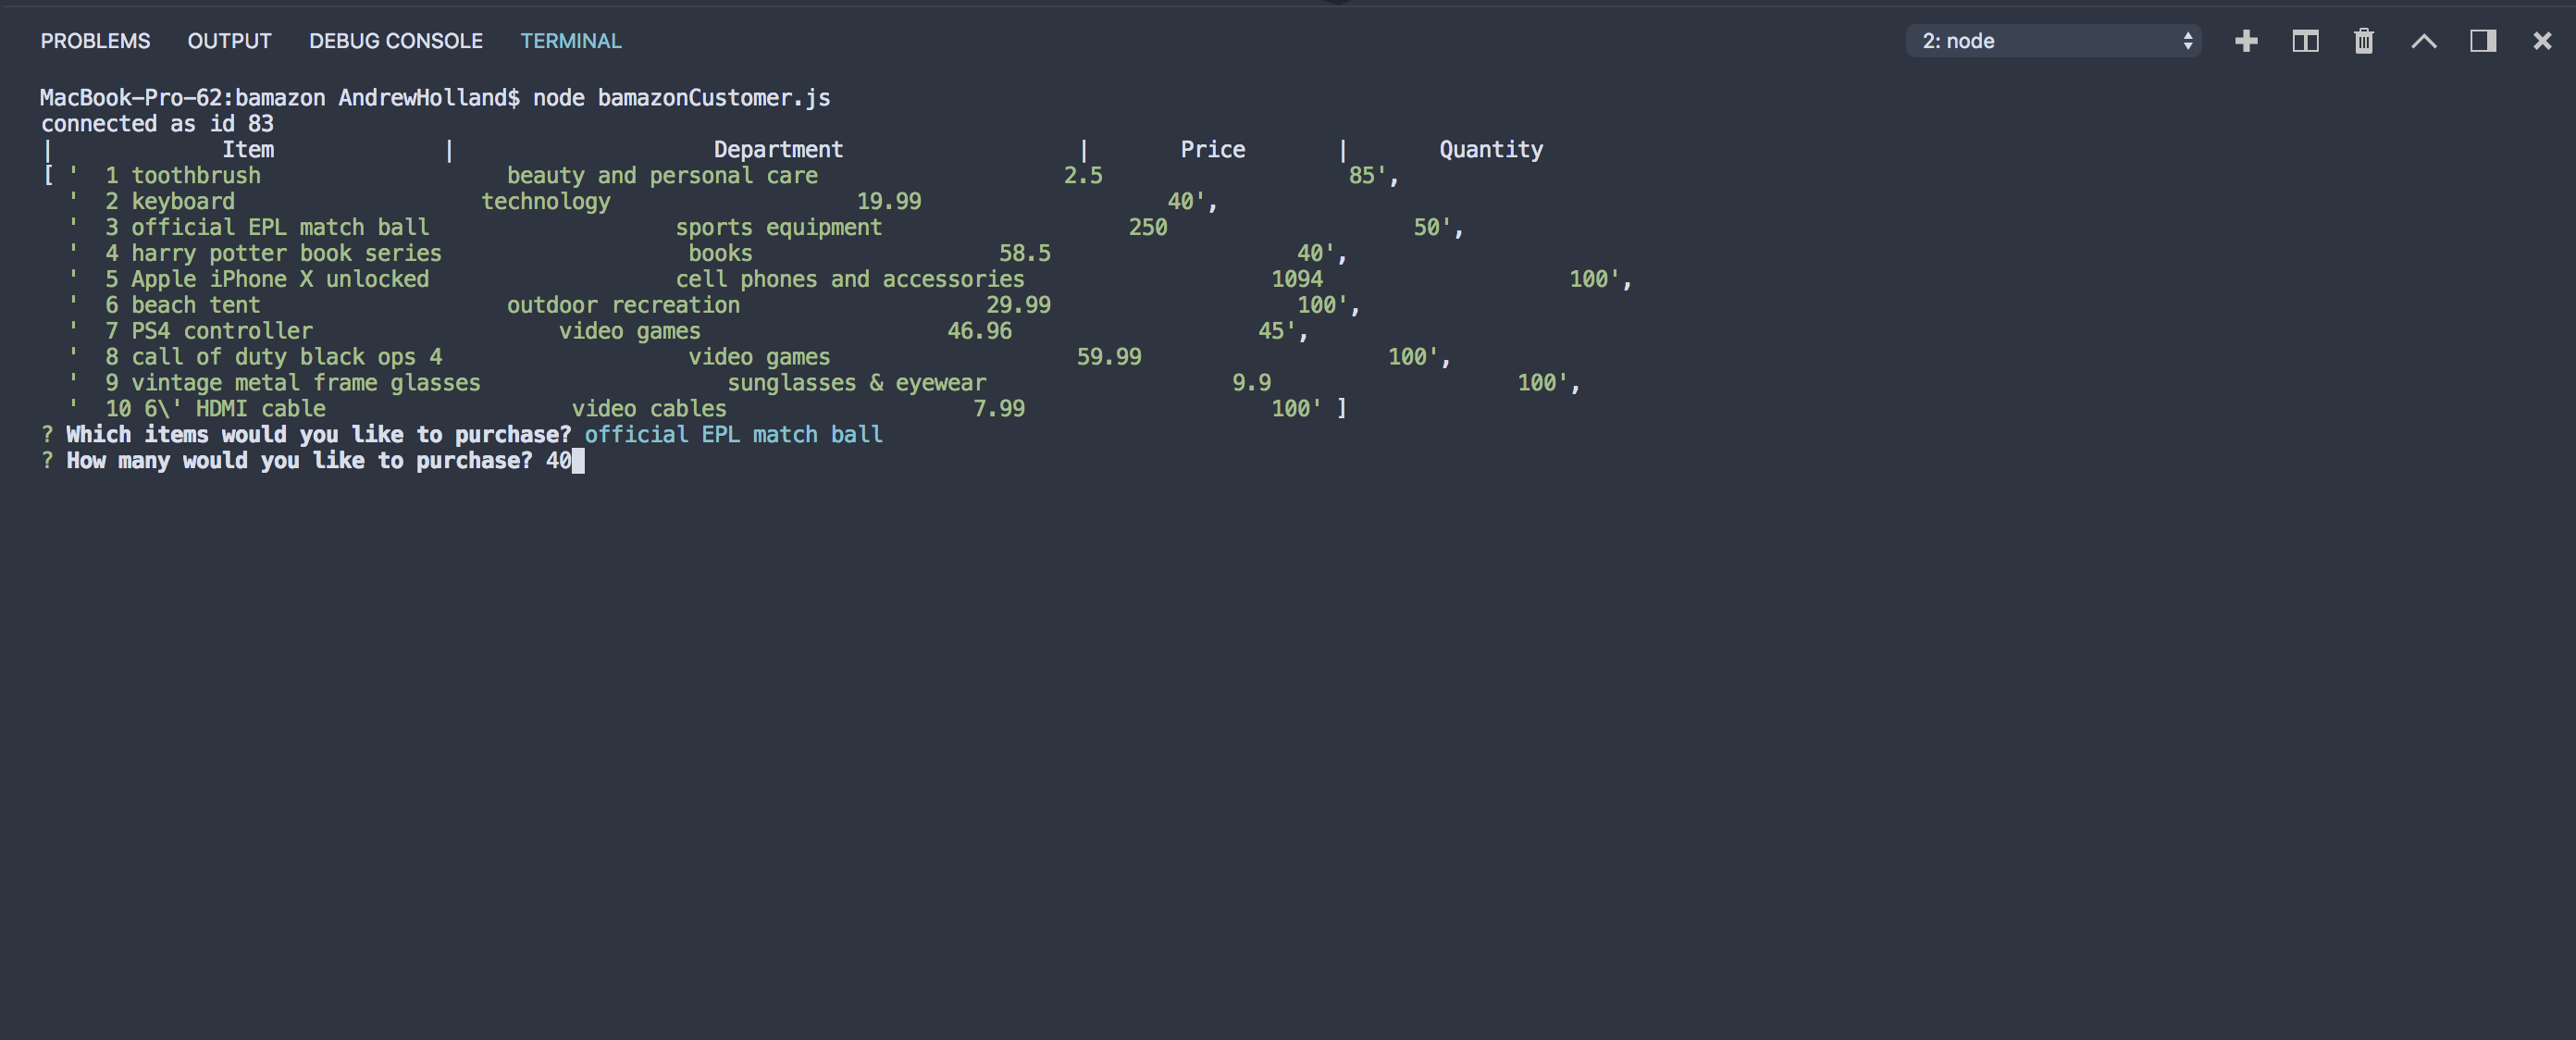 PROBLEMS OUTPUT DEBUG CONSOLE TERMINAL 2: node
MacBook-Pro-62:bamazon AndrewHolland$ node bamazonCustomer.js
connected as id 83
| Item | Department | Price | Quantity
[ ' 1 toothbrush beauty and personal care 2.5 85',
' 2 keyboard technology 19.99 40',
' 3 official EPL match ball sports equipment 250 50',
' 4 harry potter book series books 58.5 40',
' 5 Apple iPhone X unlocked cell phones and accessories 1094 100',
' 6 beach tent outdoor recreation 29.99 100',
' 7 PS4 controller video games 46.96 45',
' 8 call of duty black ops 4 video games 59.99 100',
' 9 vintage metal frame glasses sunglasses & eyewear 9.9 100',
' 10 6\' HDMI cable video cables 7.99 100' ]
? Which items would you like to purchase? official EPL match ball
? How many would you like to purchase? 40